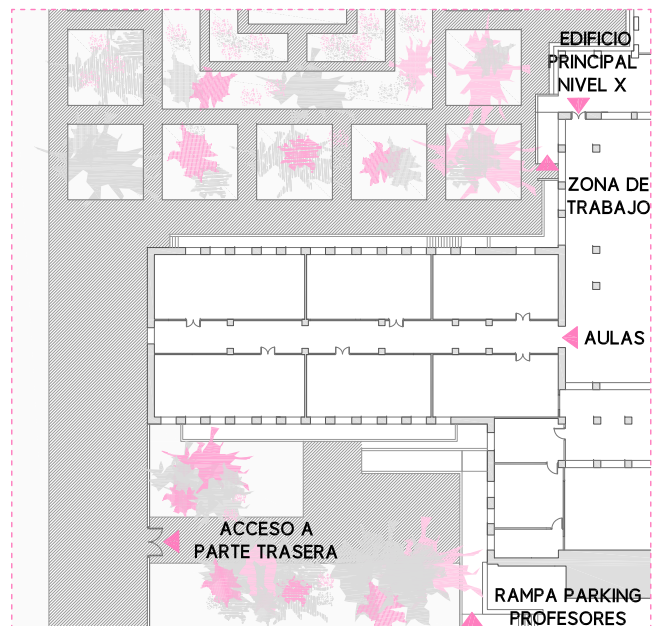 EDIFICIO
PRINCIPAL
NIVEL X
ZONA DE
TRABAJO
AULAS
ACCESO A
PARTE TRASERA
RAMPA PARKING
PROFESORES